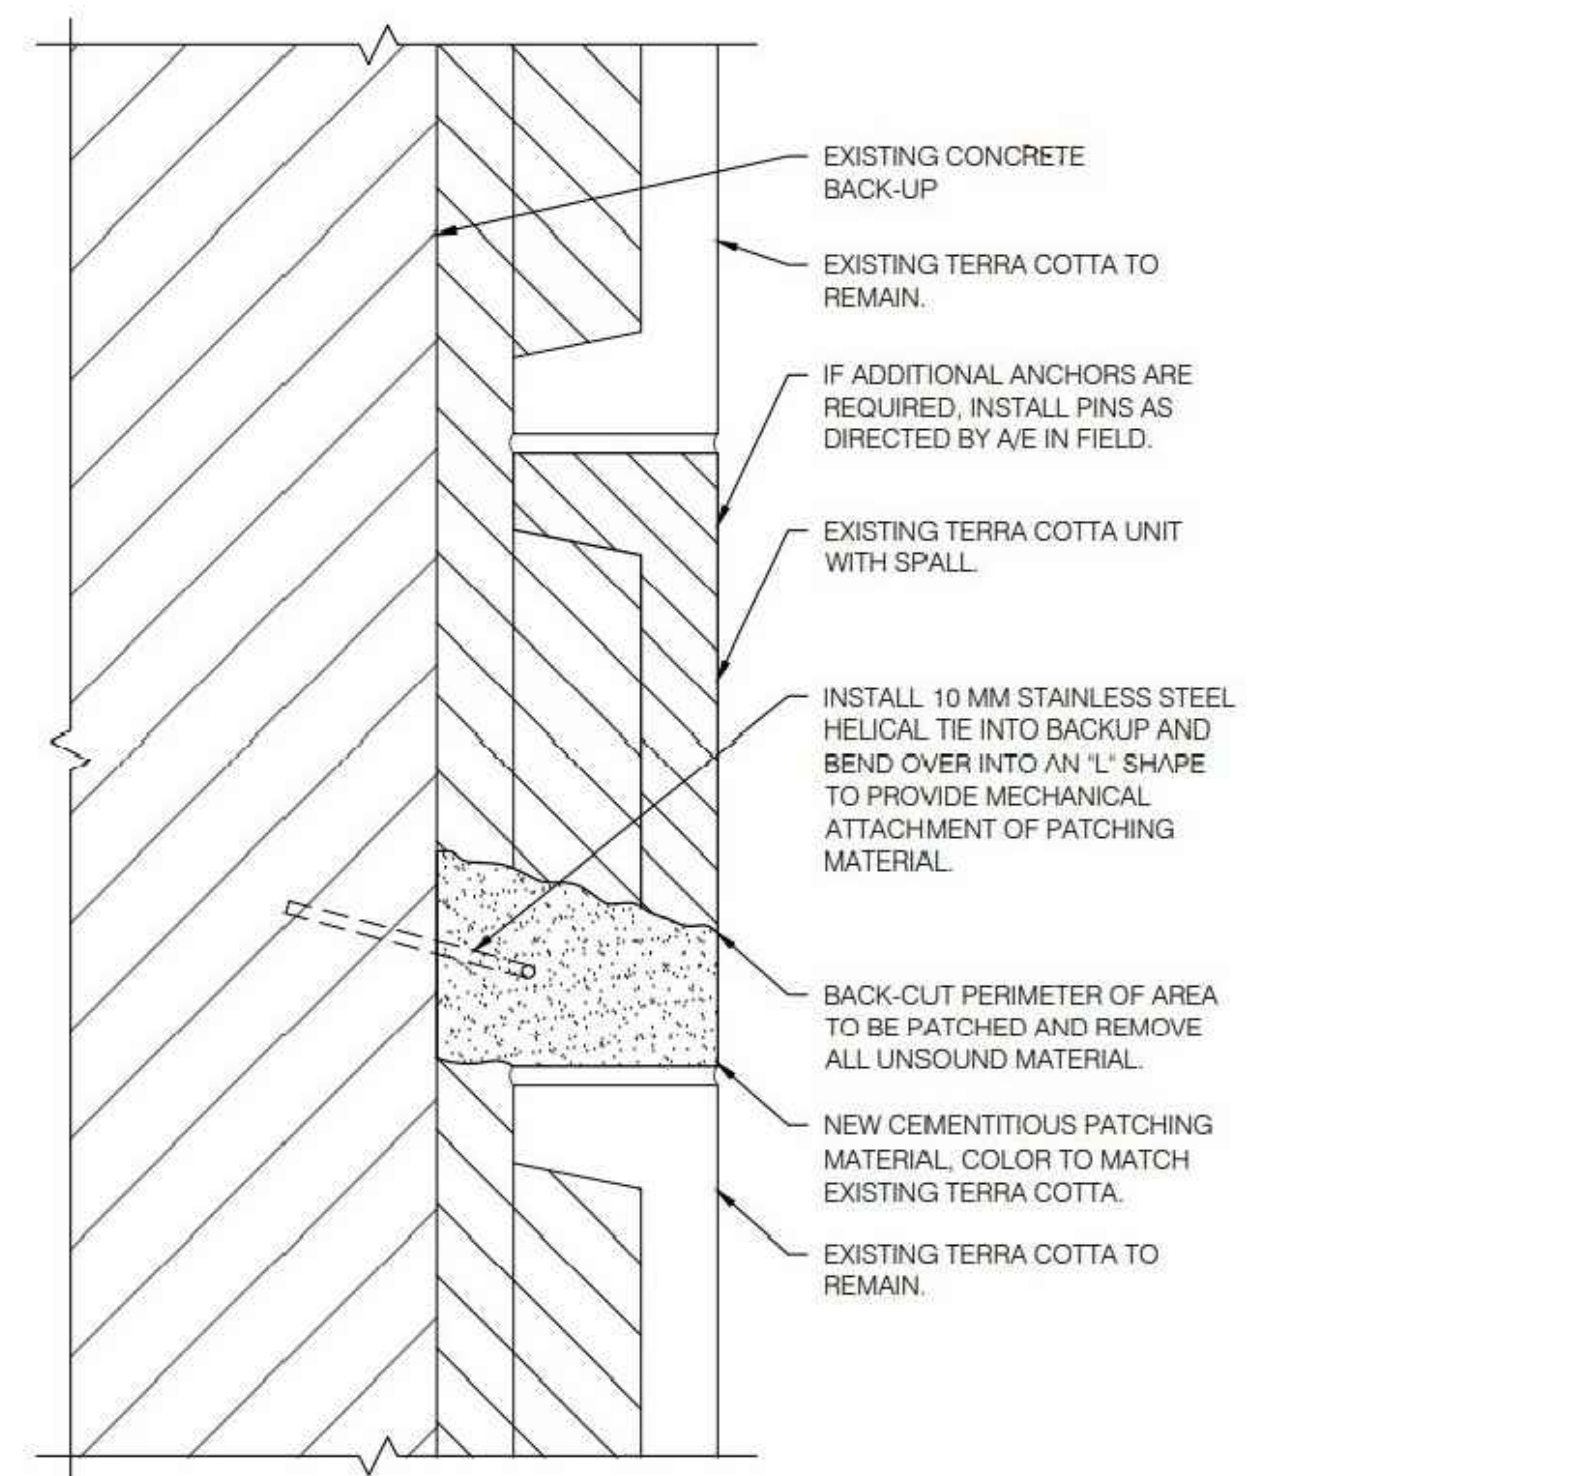 EXISTING CONCRETE
BACK-UP
EXISTING TERRA COTTA TO
REMAIN.
IF ADDITIONAL ANCHORS ARE
REQUIRED, INSTALL PINS AS
DIRECTED BY A/E IN FIELD.
EXISTING TERRA COTTA UNIT
WITH SPALL.
INSTALL 10 MM STAINLESS STEEL
HELICAL TIE INTO BACKUP AND
BEND OVER INTO AN "L" SHAPE
TO PROVIDE MECHANICAL
ATTACHMENT OF PATCHING
MATERIAL.
BACK-CUT PERIMETER OF AREA
TO BE PATCHED AND REMOVE
ALL UNSOUND MATERIAL.
NEW CEMENTITIOUS PATCHING
MATERIAL, COLOR TO MATCH
EXISTING TERRA COTTA.
EXISTING TERRA COTTA TO
REMAIN.